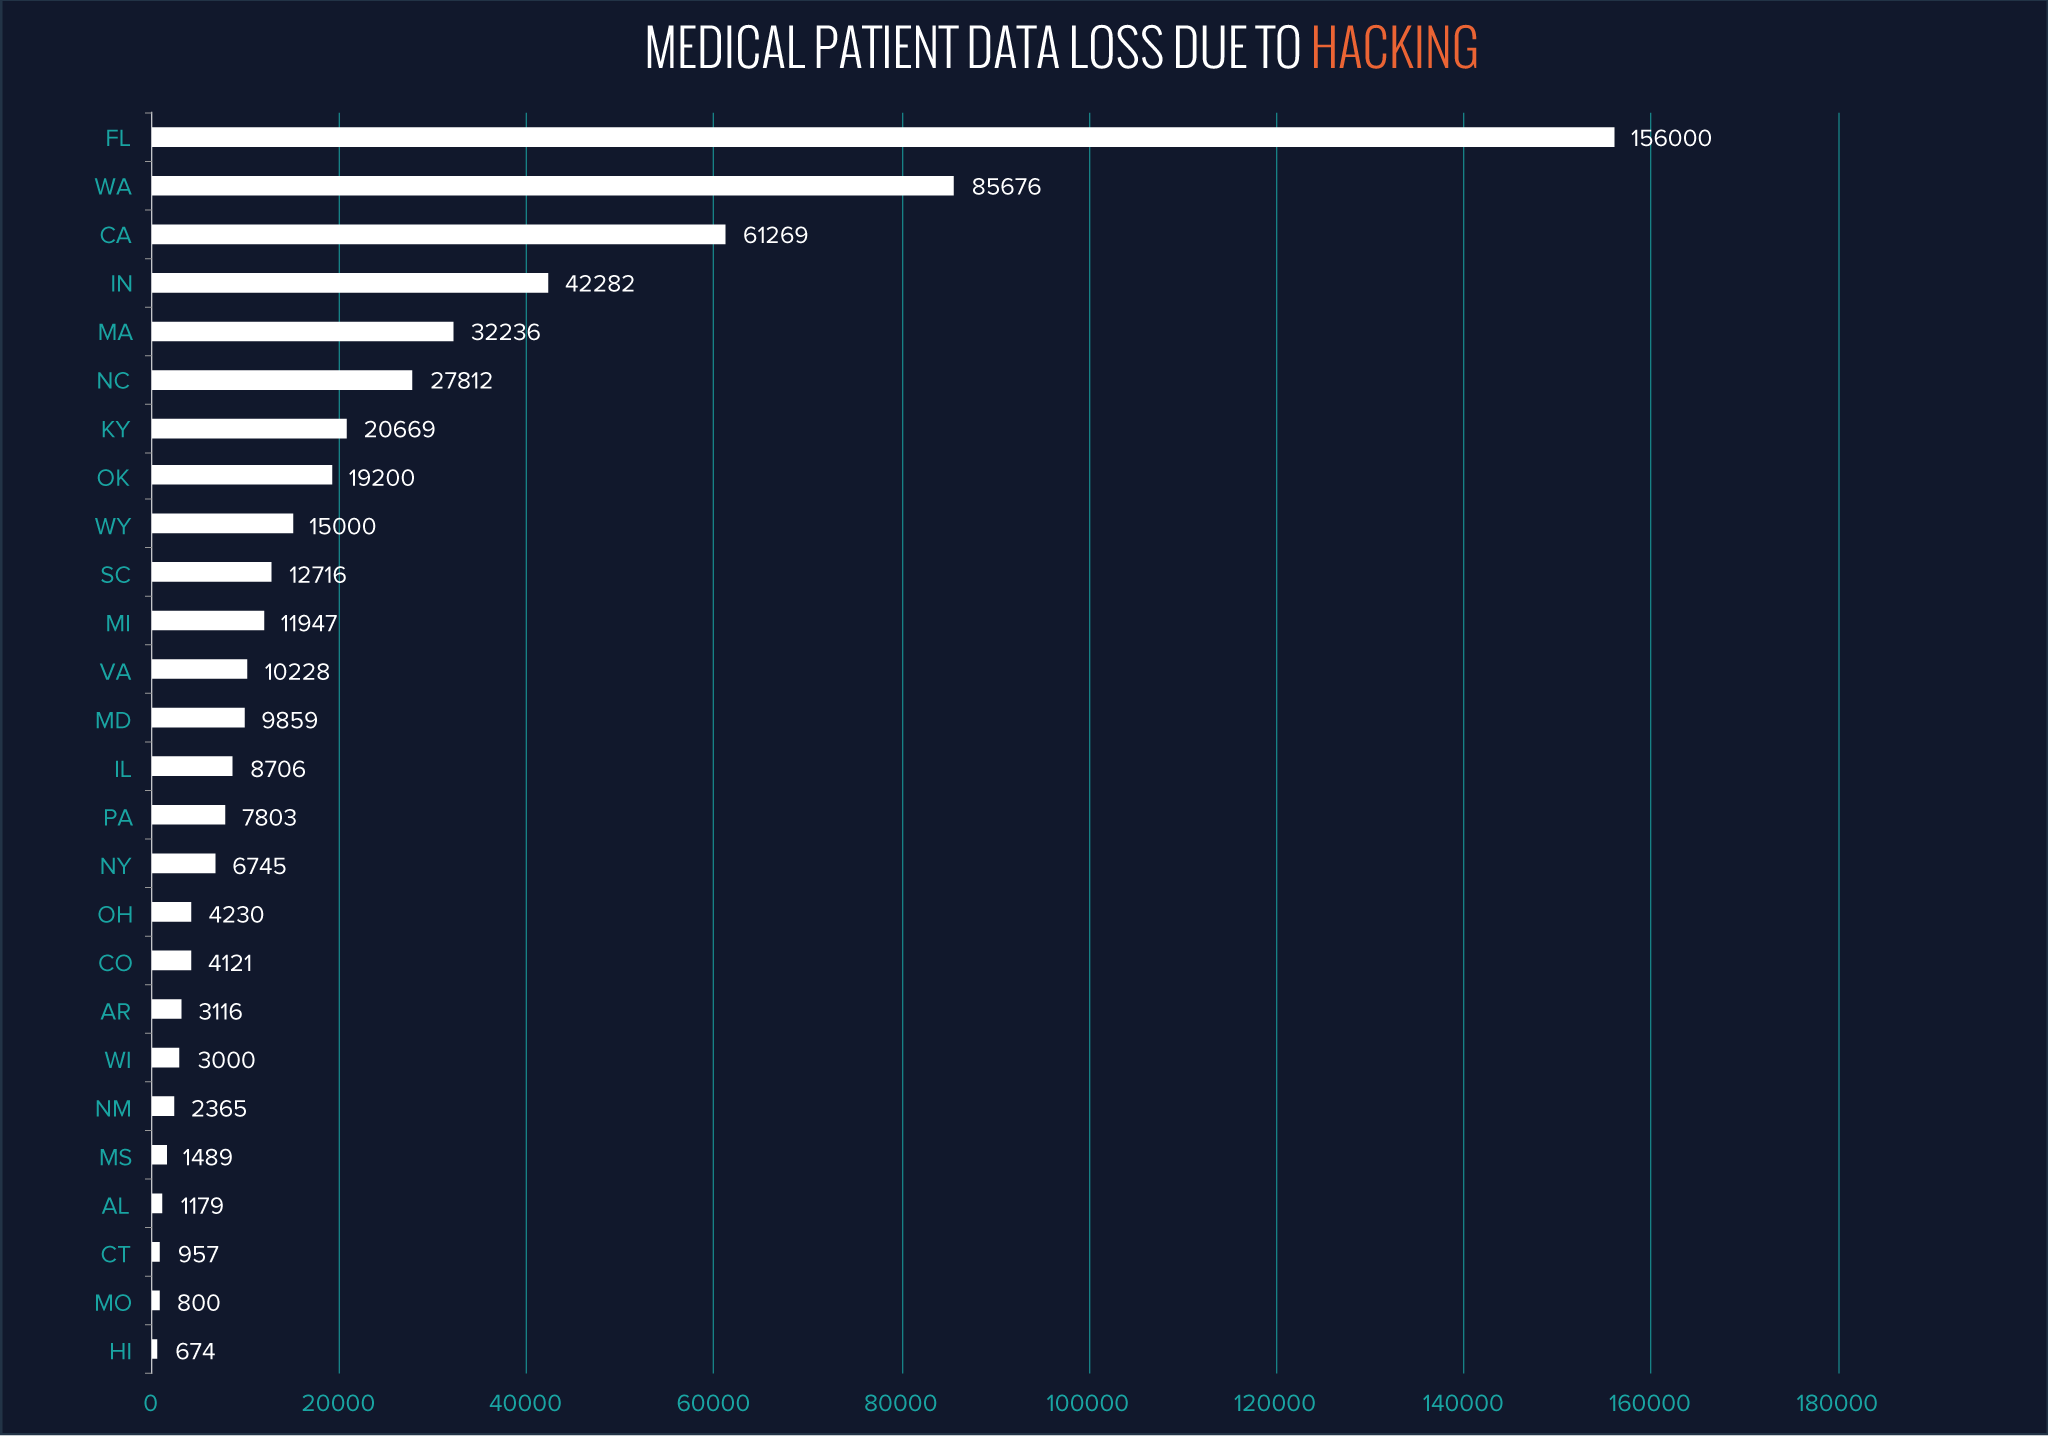 MEDICAL PATIENT DATA LOSS DUE TO HACKING
FL 156000
WA 85676
CA 61269
IN 42282
MA 32236
NC 27812
KY 20669
OK 19200
WY 15000
SC 12716
MI 11947
VA 10228
MD 9859
IL 8706
PA 7803
NY 6745
OH 4230
CO 4121
AR 3116
WI 3000
NM 2365
MS 1489
AL 1179
CT 957
MO 800
HI 674
0 20000 40000 60000 80000 100000 120000 140000 160000 180000